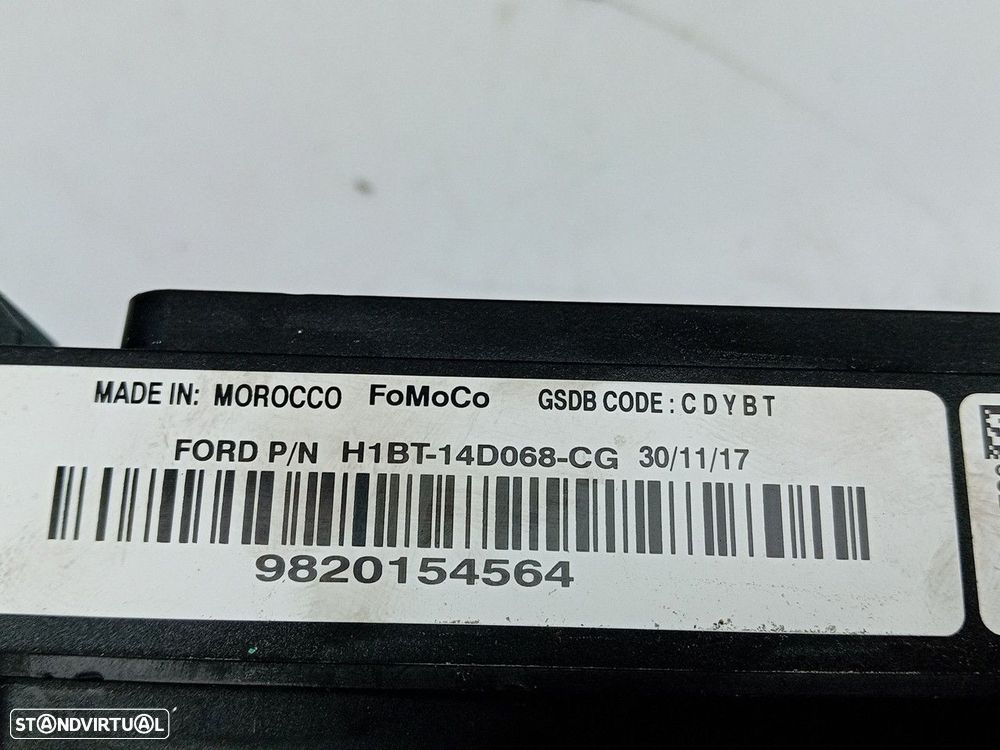 MADE IN: MOROCCO FoMoCo GSDB CODE : C D Y B T
FORD P/N H1BT-14D068-CG 30/11/17
9820154564
STANDVIRTUAL